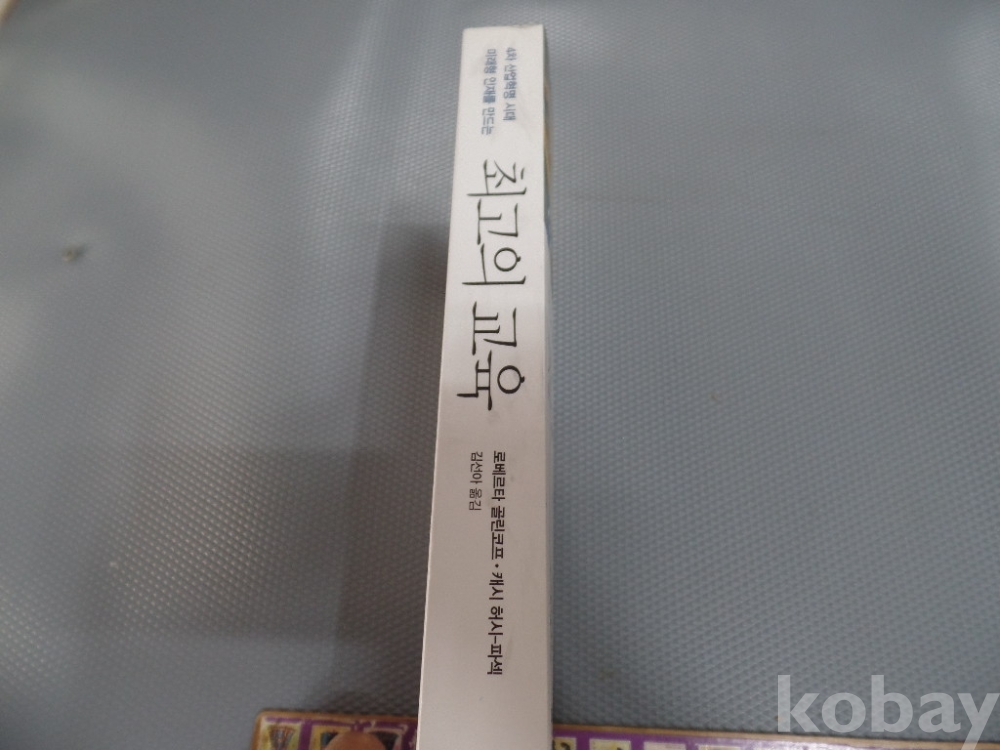 4차 산업혁명 시대
미래형 인재를 만드는
최고의 교육
로베르타 골린코프 · 캐시 허시-파섹
김선아 옮김
kobay